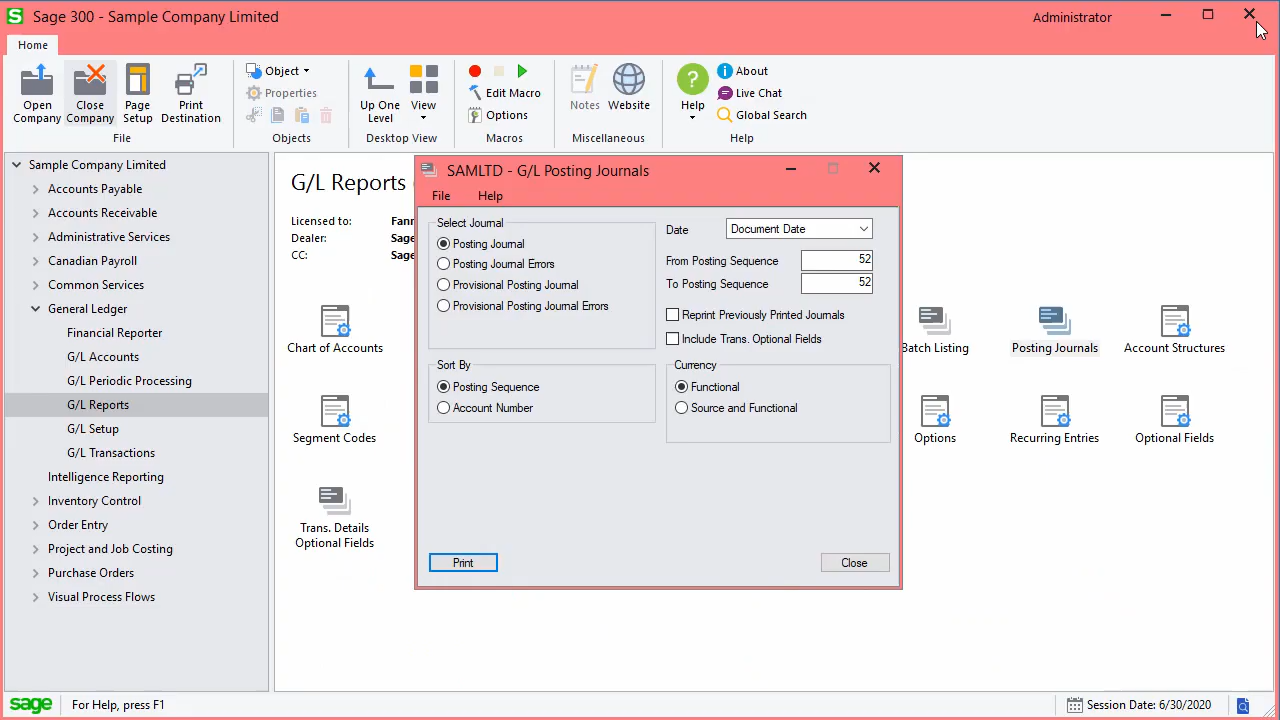 S Sage 300 - Sample Company Limited
Administrator
Home
Open Company
Close Company
Page Setup
Print Destination
File
Object
Properties
Objects
Up One Level
View
Desktop View
Edit Macro
Options
Macros
Notes
Website
Miscellaneous
? Help
About
Live Chat
Global Search
Help
Sample Company Limited
Accounts Payable
Accounts Receivable
Administrative Services
Canadian Payroll
Common Services
General Ledger
Financial Reporter
G/L Accounts
G/L Periodic Processing
G/L Reports
G/L Setup
G/L Transactions
Intelligence Reporting
Inventory Control
Order Entry
Project and Job Costing
Purchase Orders
Visual Process Flows
G/L Reports
Licensed to: Fann
Dealer: Sage
CC: Sage
Chart of Accounts
Batch Listing
Posting Journals
Account Structures
Segment Codes
Options
Recurring Entries
Optional Fields
Trans. Details
Optional Fields
SAMLTD - G/L Posting Journals
File Help
Select Journal
Posting Journal
Posting Journal Errors
Provisional Posting Journal
Provisional Posting Journal Errors
Sort By
Posting Sequence
Account Number
Date Document Date
From Posting Sequence 52
To Posting Sequence 52
Reprint Previously Printed Journals
Include Trans. Optional Fields
Currency
Functional
Source and Functional
Print
Close
sage
For Help, press F1
Session Date: 6/30/2020